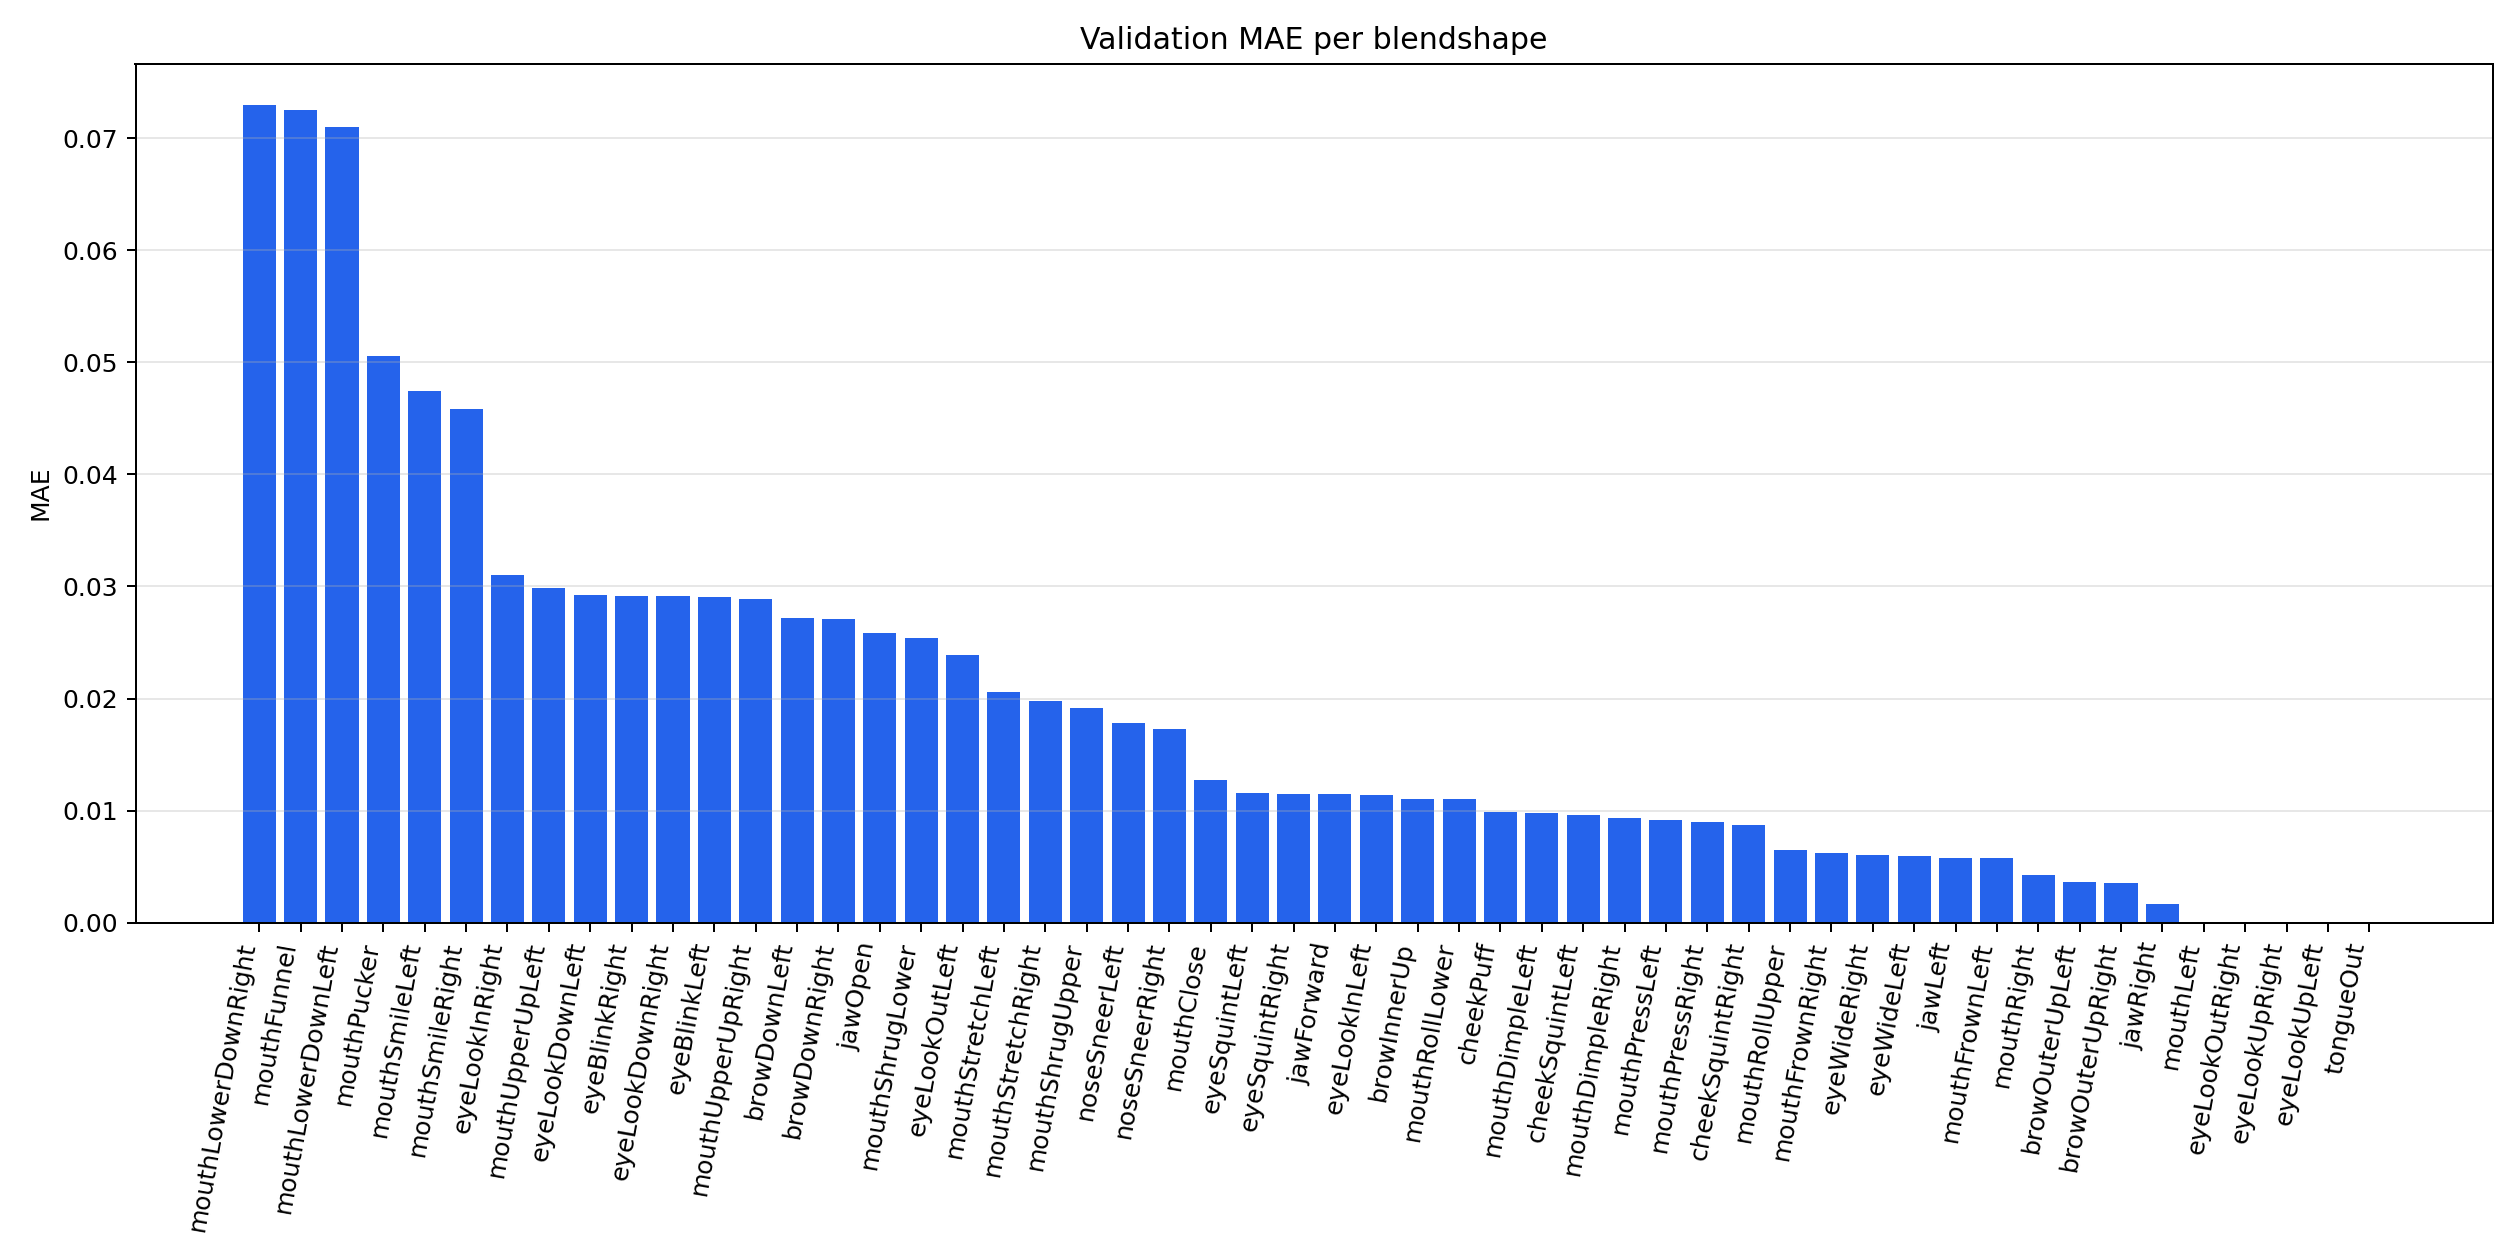 Validation MAE per blendshape
MAE
0.07
0.06
0.05
0.04
0.03
0.02
0.01
0.00
mouthLowerDownRight
mouthFunnel
mouthLowerDownLeft
mouthPucker
mouthSmileLeft
mouthSmileRight
eyeLookInRight
mouthUpperUpLeft
eyeLookDownLeft
eyeBlinkRight
eyeLookDownRight
eyeBlinkLeft
mouthUpperUpRight
browDownLeft
browDownRight
jawOpen
mouthShrugLower
eyeLookOutLeft
mouthStretchLeft
mouthStretchRight
mouthShrugUpper
noseSneerLeft
noseSneerRight
mouthClose
eyeSquintLeft
eyeSquintRight
jawForward
eyeLookInLeft
browInnerUp
mouthRollLower
cheekPuff
mouthDimpleLeft
cheekSquintLeft
mouthDimpleRight
mouthPressLeft
mouthPressRight
cheekSquintRight
mouthRollUpper
mouthFrownRight
eyeWideRight
eyeWideLeft
jawLeft
mouthFrownLeft
mouthRight
browOuterUpLeft
browOuterUpRight
jawRight
mouthLeft
eyeLookOutRight
eyeLookUpRight
eyeLookUpLeft
tongueOut